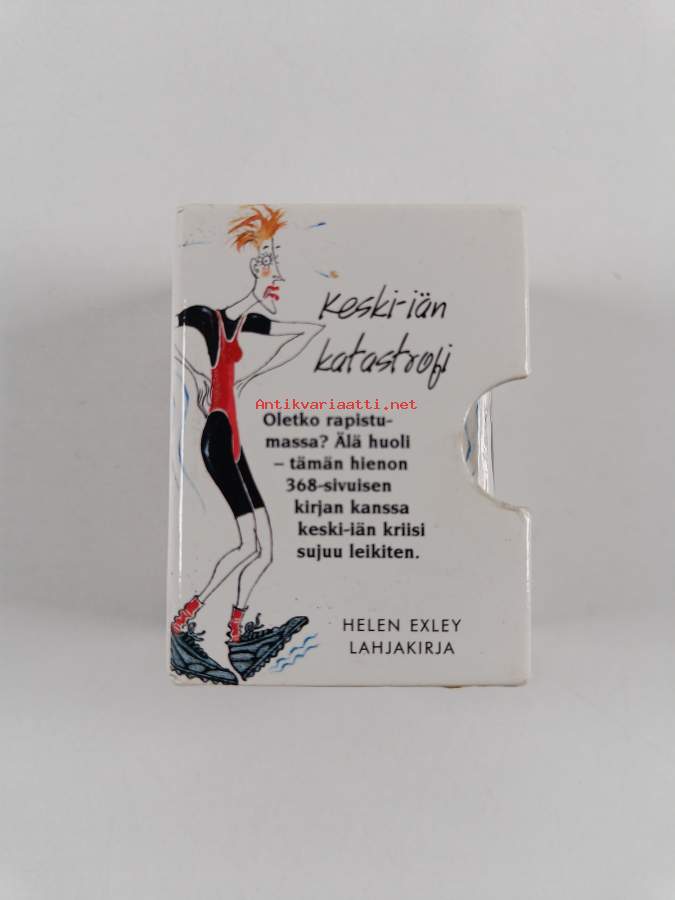 Keski-iän
katastrofi
Antikvariaatti.net
Oletko rapistu-
massa? Älä huoli
– tämän hienon
368-sivuisen
kirjan kanssa
keski-iän kriisi
sujuu leikiten.
HELEN EXLEY
LAHJAKIRJA